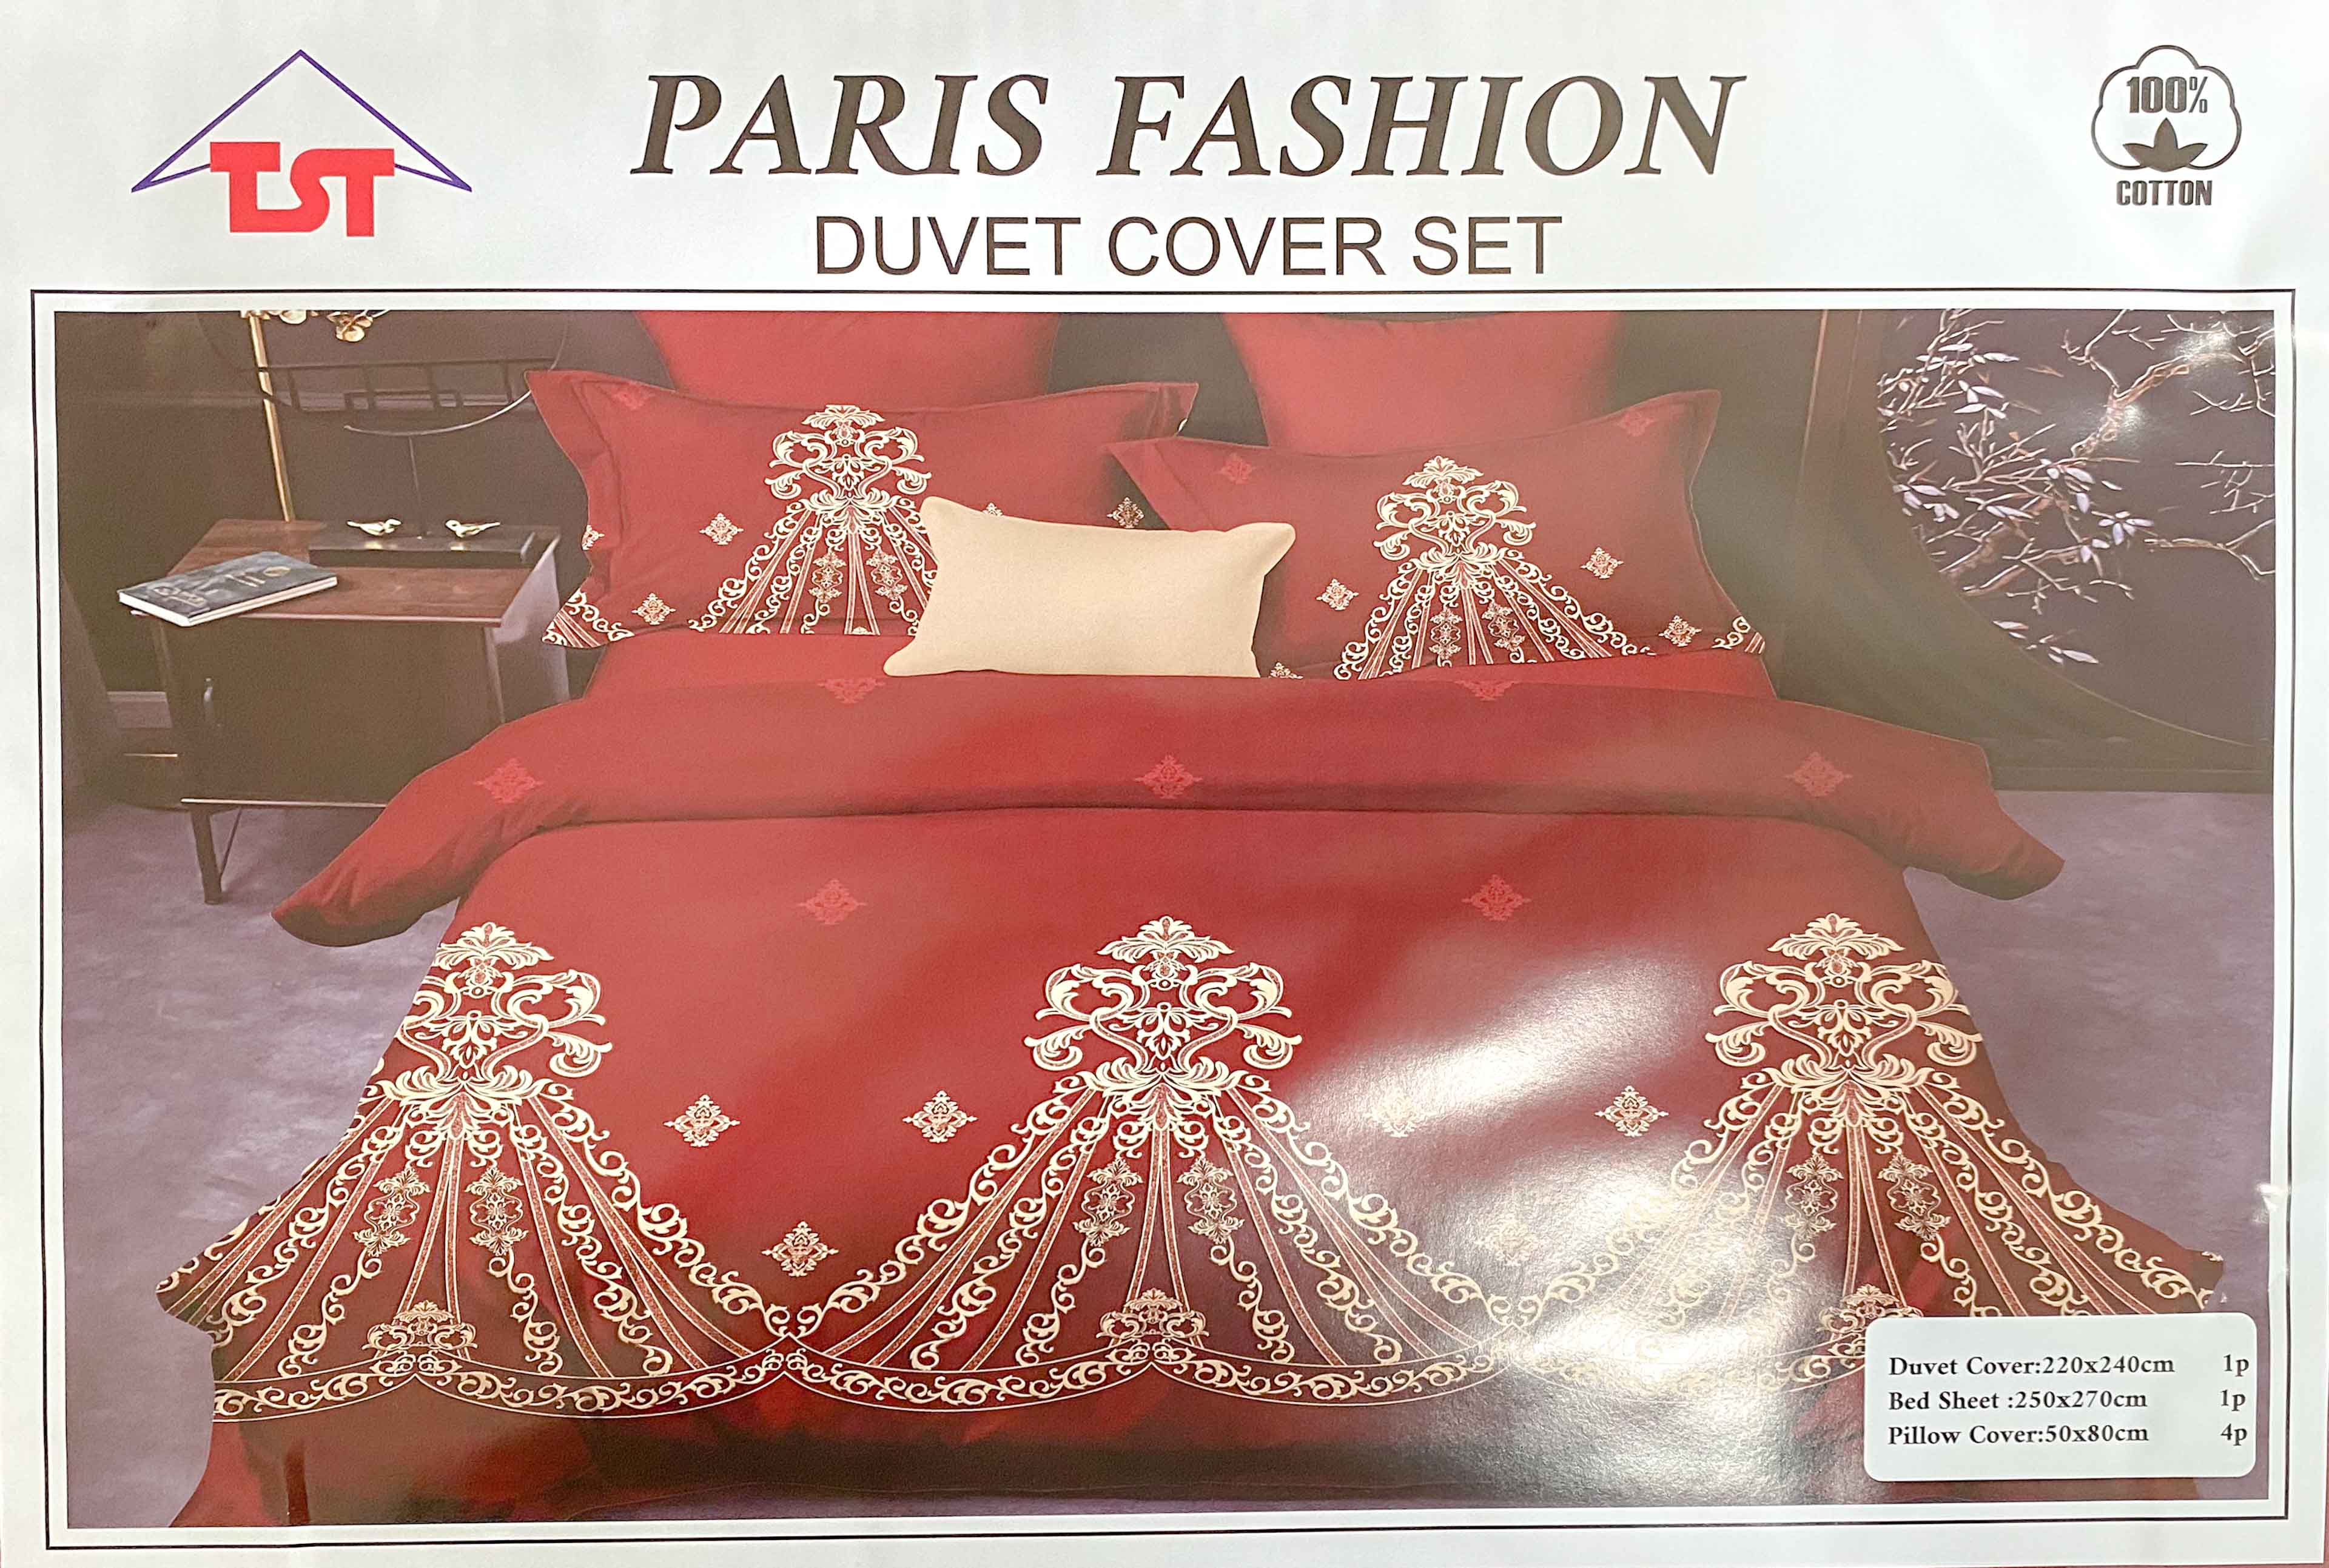 TST
PARIS FASHION
DUVET COVER SET
100%
COTTON
Duvet Cover:220x240cm 1p
Bed Sheet :250x270cm 1p
Pillow Cover:50x80cm 4p